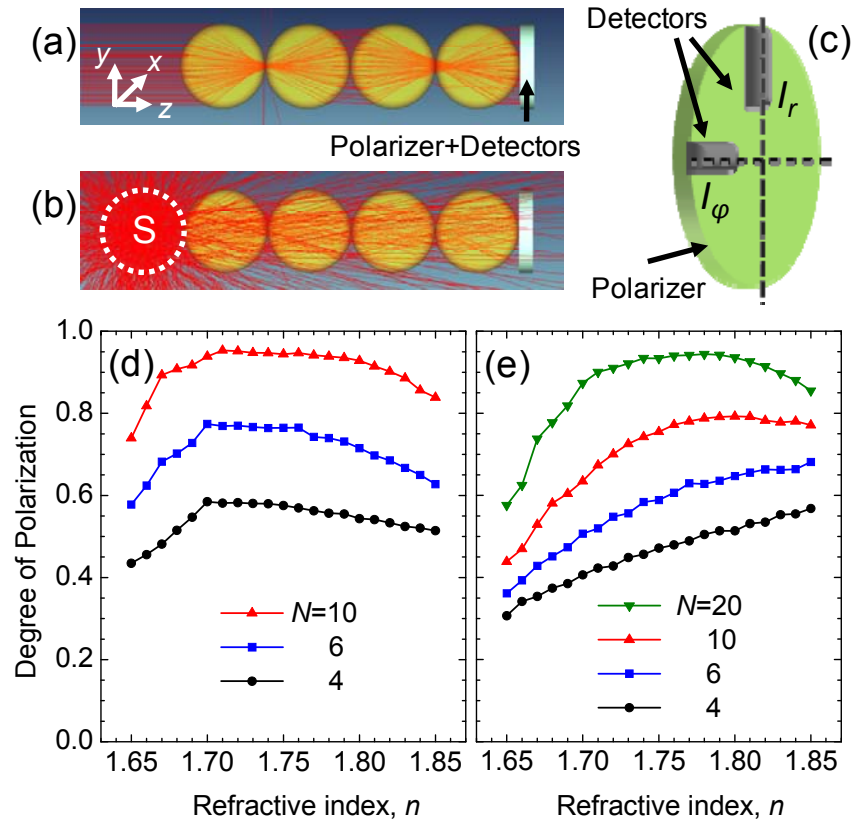 (a)
y
x
z
Polarizer+Detectors
(b)
S
Detectors
(c)
I_r
I_φ
Polarizer
Degree of Polarization
1.0
0.8
0.6
0.4
0.2
0.0
(d)
N=10
6
4
1.65 1.70 1.75 1.80 1.85
Refractive index, n
(e)
N=20
10
6
4
1.65 1.70 1.75 1.80 1.85
Refractive index, n